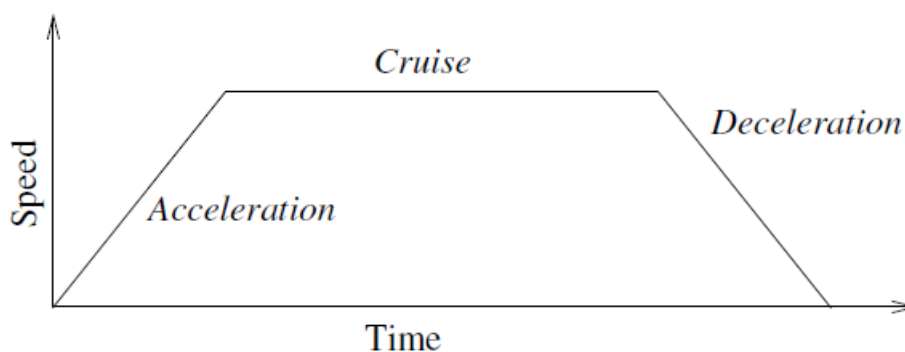 Cruise
Deceleration
Speed
Acceleration
Time